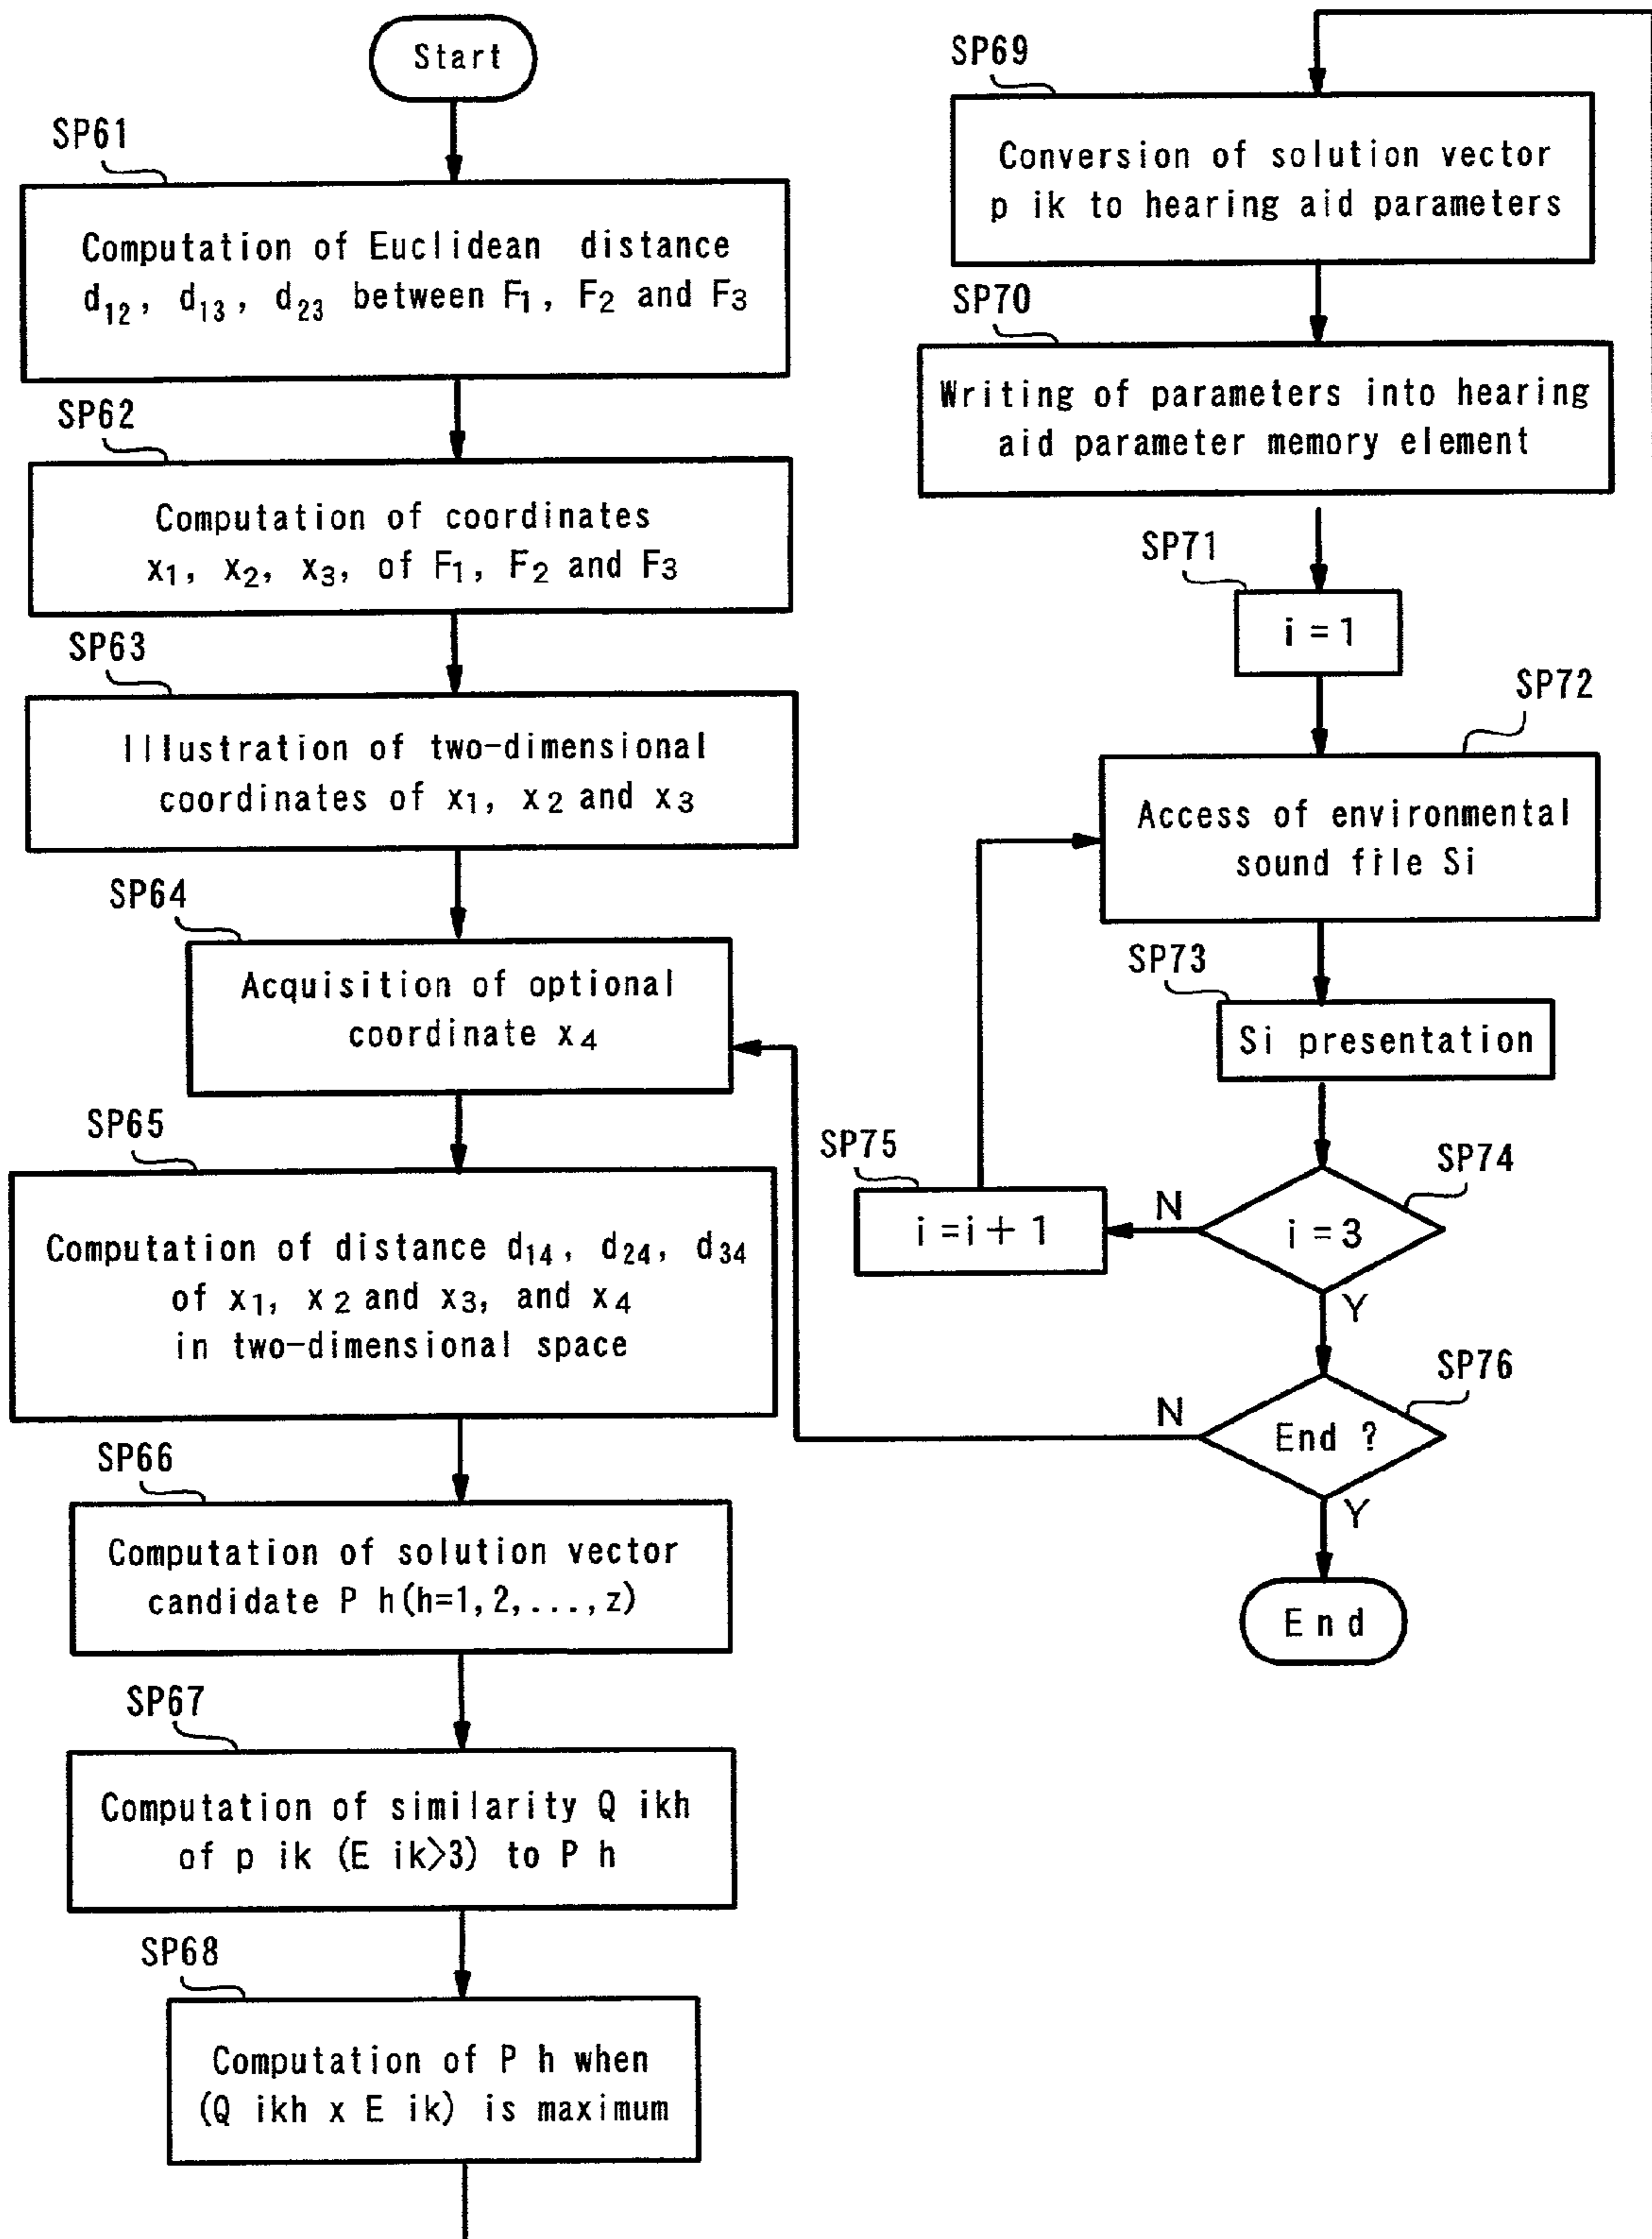 Start
SP61
Computation of Euclidean distance
d12, d13, d23 between F1, F2 and F3
SP62
Computation of coordinates
x1, x2, x3, of F1, F2 and F3
SP63
Illustration of two-dimensional
coordinates of x1, x2 and x3
SP64
Acquisition of optional
coordinate x4
SP65
Computation of distance d14, d24, d34
of x1, x2 and x3, and x4
in two-dimensional space
SP66
Computation of solution vector
candidate P h(h=1,2,...,z)
SP67
Computation of similarity Q ikh
of p ik (E ik>3) to P h
SP68
Computation of P h when
(Q ikh x E ik) is maximum
SP69
Conversion of solution vector
p ik to hearing aid parameters
SP70
Writing of parameters into hearing
aid parameter memory element
SP71
i=1
SP72
Access of environmental
sound file Si
SP73
Si presentation
SP74
i=3
N
Y
SP75
i=i+1
SP76
End ?
N
Y
End